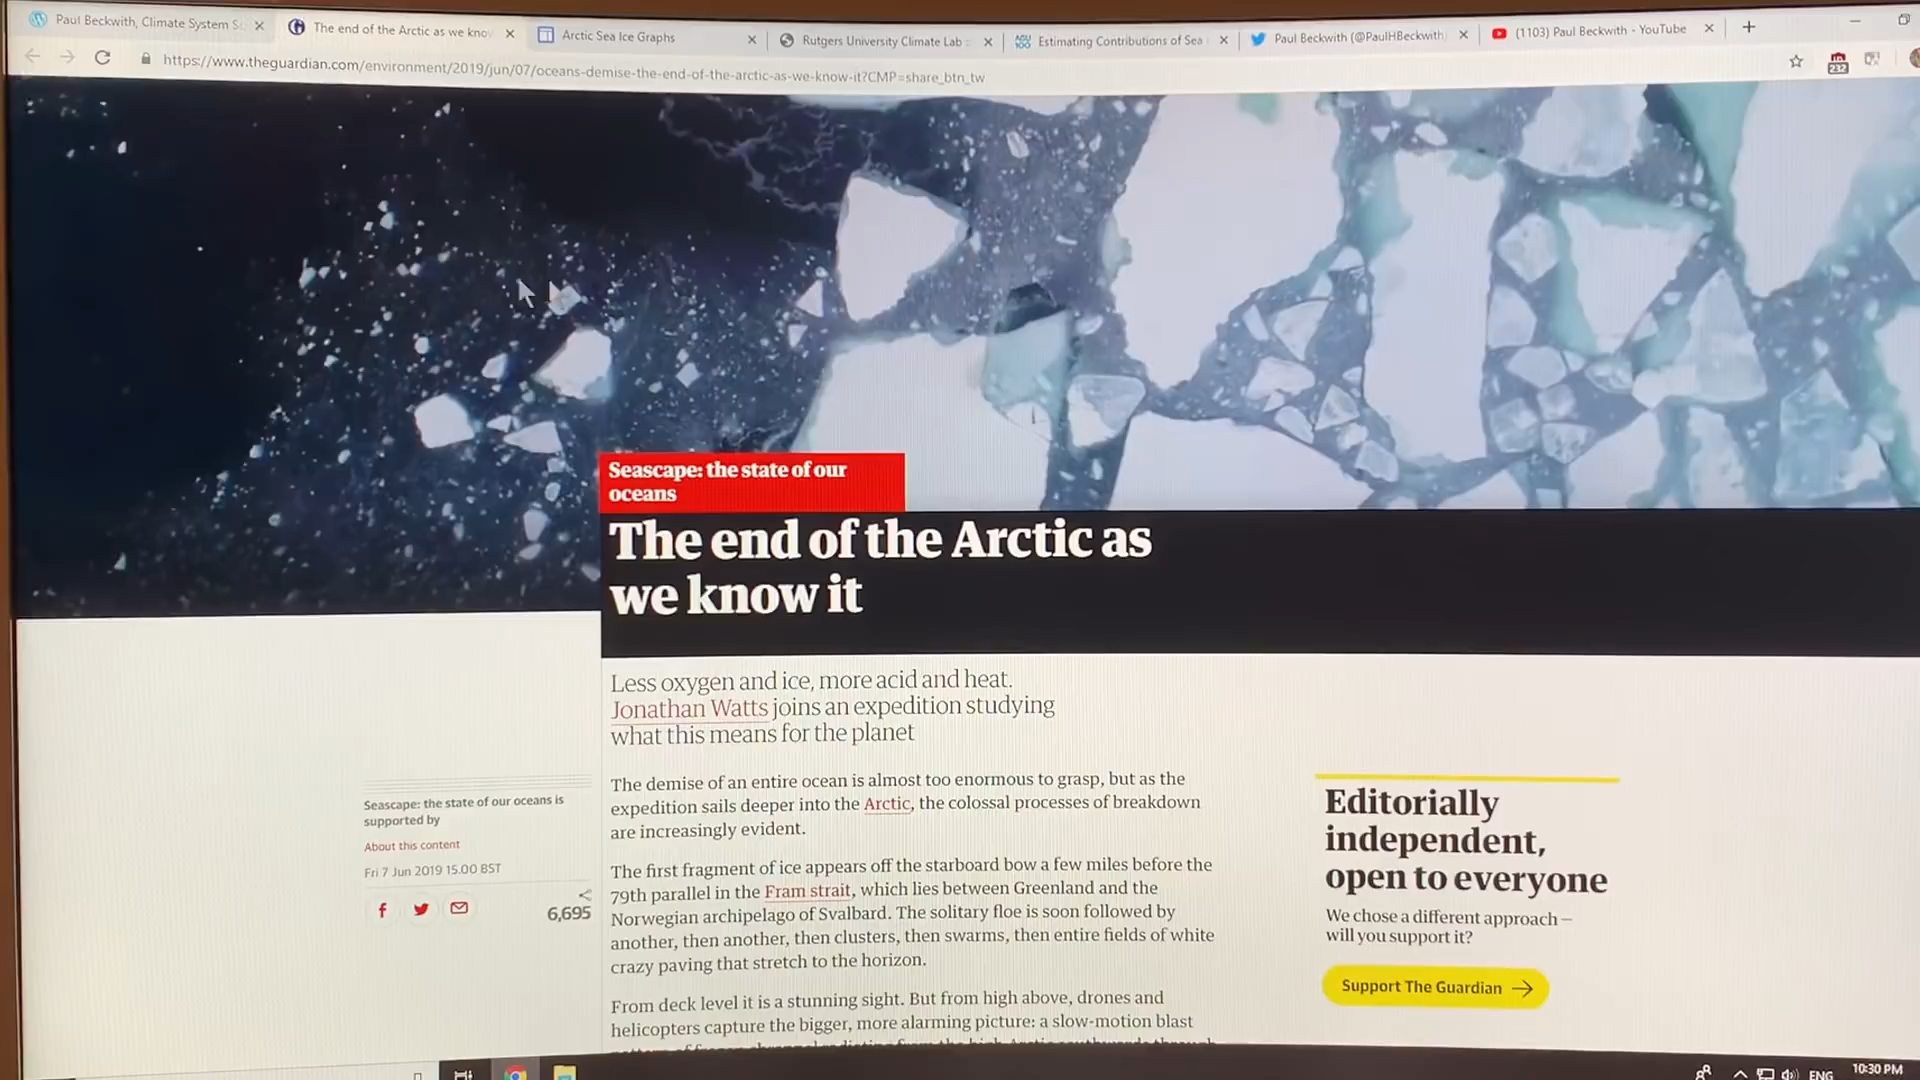 Paul Beckwith, Climate System S
The end of the Arctic as we know
Arctic Sea Ice Graphs
Rutgers University Climate Lab ::
Estimating Contributions of Sea
Paul Beckwith (@PaulHBeckwith
(1103) Paul Beckwith - YouTube
https://www.theguardian.com/environment/2019/jun/07/oceans-demise-the-end-of-the-arctic-as-we-know-it?CMP=share_btn_tw
232
Seascape: the state of our
oceans
The end of the Arctic as
we know it
Less oxygen and ice, more acid and heat.
Jonathan Watts joins an expedition studying
what this means for the planet
Seascape: the state of our oceans is
supported by
About this content
Fri 7 Jun 2019 15.00 BST
6,695
The demise of an entire ocean is almost too enormous to grasp, but as the
expedition sails deeper into the Arctic, the colossal processes of breakdown
are increasingly evident.
The first fragment of ice appears off the starboard bow a few miles before the
79th parallel in the Fram strait, which lies between Greenland and the
Norwegian archipelago of Svalbard. The solitary floe is soon followed by
another, then another, then clusters, then swarms, then entire fields of white
crazy paving that stretch to the horizon.
From deck level it is a stunning sight. But from high above, drones and
helicopters capture the bigger, more alarming picture: a slow-motion blast
Editorially
independent,
open to everyone
We chose a different approach –
will you support it?
Support The Guardian
ENG
10:30 PM